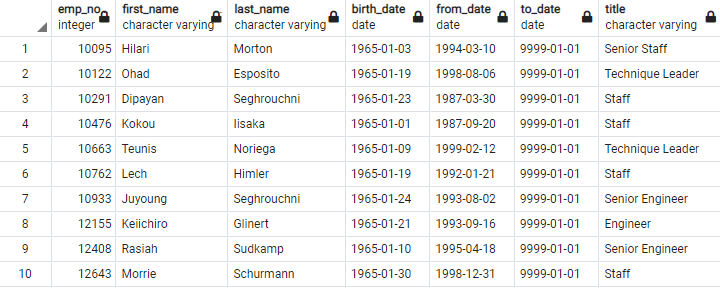 emp_no first_name last_name birth_date from_date to_date title
integer character varying character varying date date date character varying
1 10095 Hilari Morton 1965-01-03 1994-03-10 9999-01-01 Senior Staff
2 10122 Ohad Esposito 1965-01-19 1998-08-06 9999-01-01 Technique Leader
3 10291 Dipayan Seghrouchni 1965-01-23 1987-03-30 9999-01-01 Staff
4 10476 Kokou Iisaka 1965-01-01 1987-09-20 9999-01-01 Staff
5 10663 Teunis Noriega 1965-01-09 1999-02-12 9999-01-01 Technique Leader
6 10762 Lech Himler 1965-01-19 1992-01-21 9999-01-01 Staff
7 10933 Juyoung Seghrouchni 1965-01-24 1993-08-02 9999-01-01 Senior Engineer
8 12155 Keiichiro Glinert 1965-01-21 1993-09-16 9999-01-01 Engineer
9 12408 Rasiah Sudkamp 1965-01-10 1995-04-18 9999-01-01 Senior Engineer
10 12643 Morrie Schurmann 1965-01-30 1998-12-31 9999-01-01 Staff